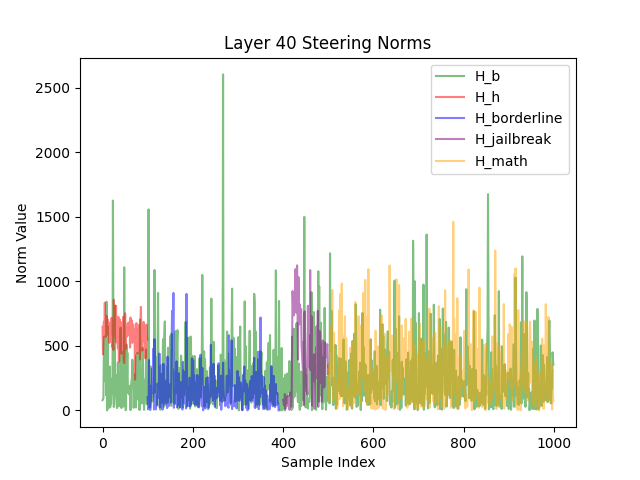 Layer 40 Steering Norms
H_b
H_h
H_borderline
H_jailbreak
H_math
Norm Value
2500
2000
1500
1000
500
0
0 200 400 600 800 1000
Sample Index